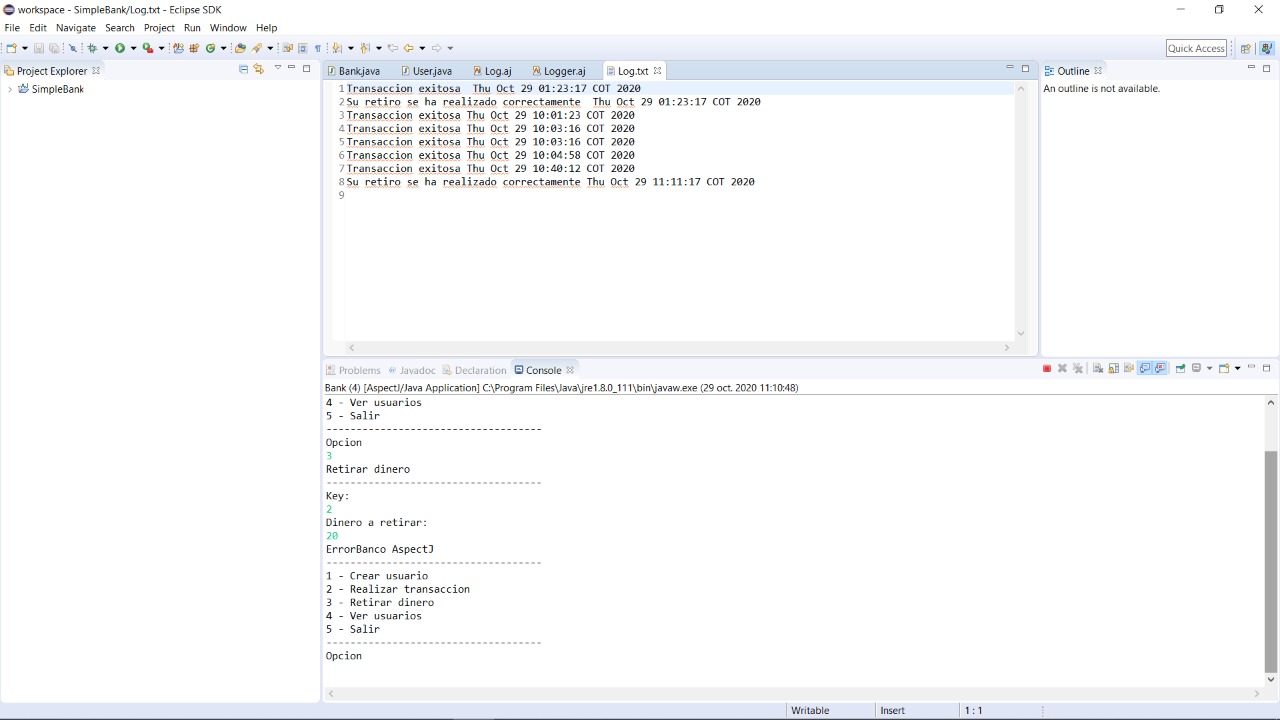 workspace - SimpleBank/Log.txt - Eclipse SDK
File Edit Navigate Search Project Run Window Help
Quick Access
Project Explorer
SimpleBank
Bank.java User.java Log.aj Logger.aj Log.txt
1 Transaccion exitosa  Thu Oct 29 01:23:17 COT 2020
2 Su retiro se ha realizado correctamente  Thu Oct 29 01:23:17 COT 2020
3 Transaccion exitosa Thu Oct 29 10:01:23 COT 2020
4 Transaccion exitosa Thu Oct 29 10:03:16 COT 2020
5 Transaccion exitosa Thu Oct 29 10:03:16 COT 2020
6 Transaccion exitosa Thu Oct 29 10:04:58 COT 2020
7 Transaccion exitosa Thu Oct 29 10:40:12 COT 2020
8 Su retiro se ha realizado correctamente Thu Oct 29 11:11:17 COT 2020
9
Outline
An outline is not available.
Problems Javadoc Declaration Console
Bank (4) [AspectJ/Java Application] C:\Program Files\Java\jre1.8.0_111\bin\javaw.exe (29 oct. 2020 11:10:48)
4 - Ver usuarios
5 - Salir
------------------------------------
Opcion
3
Retirar dinero
------------------------------------
Key:
2
Dinero a retirar:
20
ErrorBanco AspectJ
------------------------------------
1 - Crear usuario
2 - Realizar transaccion
3 - Retirar dinero
4 - Ver usuarios
5 - Salir
------------------------------------
Opcion
Writable Insert 1 : 1